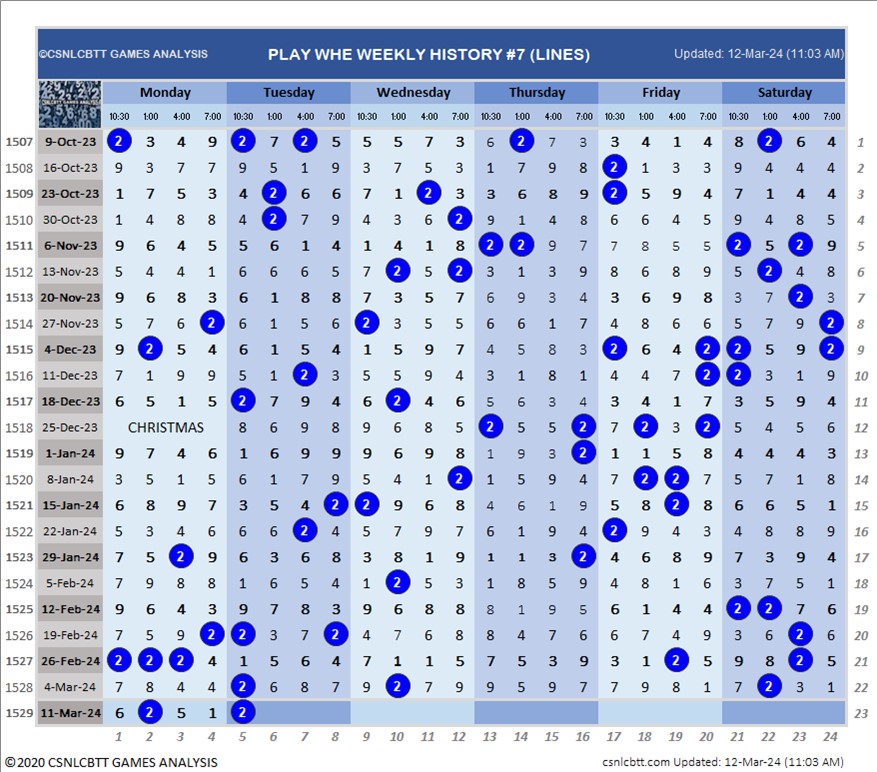 ©CSNLCBTT GAMES ANALYSIS PLAY WHE WEEKLY HISTORY #7 (LINES) Updated: 12-Mar-24 (11:03 AM)
Monday Tuesday Wednesday Thursday Friday Saturday
10:30 1:00 4:00 7:00 10:30 1:00 4:00 7:00 10:30 1:00 4:00 7:00 10:30 1:00 4:00 7:00 10:30 1:00 4:00 7:00 10:30 1:00 4:00 7:00
1507 9-Oct-23 2 3 4 9 2 7 2 5 5 5 7 3 6 2 7 3 3 4 1 4 8 2 6 4 1
1508 16-Oct-23 9 3 7 7 9 5 1 9 3 7 5 3 1 7 9 8 2 1 3 3 9 4 4 4 2
1509 23-Oct-23 1 7 5 3 4 2 6 6 7 1 2 3 3 6 8 9 2 5 9 4 7 1 4 4 3
1510 30-Oct-23 1 4 8 8 4 2 7 9 4 3 6 2 9 1 4 8 6 6 4 5 9 4 8 5 4
1511 6-Nov-23 9 6 4 5 5 6 1 4 1 4 1 8 2 2 9 7 7 8 5 5 2 5 2 9 5
1512 13-Nov-23 5 4 4 1 6 6 6 5 7 2 5 2 3 1 3 9 8 6 8 9 5 2 4 8 6
1513 20-Nov-23 9 6 8 3 6 1 8 8 7 3 5 7 6 9 3 4 3 6 9 8 3 7 2 3 7
1514 27-Nov-23 5 7 6 2 6 1 5 6 2 3 5 5 6 6 1 7 4 8 6 6 5 7 9 2 8
1515 4-Dec-23 9 2 5 4 6 1 5 4 1 5 9 7 4 5 8 3 2 6 4 2 2 5 9 2 9
1516 11-Dec-23 7 1 9 9 5 1 2 3 5 5 9 4 3 1 8 1 4 4 7 2 2 3 1 9 10
1517 18-Dec-23 6 5 1 5 2 7 9 4 6 2 4 6 5 6 3 4 3 4 1 7 3 5 9 4 11
1518 25-Dec-23 CHRISTMAS 8 6 9 8 9 6 8 5 2 5 5 2 7 2 3 2 5 4 5 6 12
1519 1-Jan-24 9 7 4 6 1 6 9 9 9 6 9 8 1 9 3 2 1 1 5 8 4 4 4 3 13
1520 8-Jan-24 3 5 1 5 6 1 7 9 5 4 1 2 1 5 9 4 7 2 2 4 5 7 1 8 14
1521 15-Jan-24 6 8 9 7 3 5 4 2 2 9 6 8 4 6 1 9 5 8 2 8 6 6 5 1 15
1522 22-Jan-24 5 3 4 6 6 6 2 4 5 7 9 7 6 1 9 4 2 9 4 3 4 8 8 9 16
1523 29-Jan-24 7 5 2 9 6 3 6 8 3 8 1 9 1 1 3 2 4 6 8 9 7 3 9 4 17
1524 5-Feb-24 7 9 8 8 1 6 5 4 1 2 5 3 1 8 5 9 4 8 1 6 3 7 5 1 18
1525 12-Feb-24 9 6 4 3 9 7 8 3 9 6 8 8 8 1 9 5 6 1 4 4 2 2 7 6 19
1526 19-Feb-24 7 5 9 2 2 3 7 2 4 7 6 8 8 4 7 6 6 7 4 9 3 6 2 6 20
1527 26-Feb-24 2 2 2 4 1 5 6 4 7 1 1 5 7 5 3 9 3 1 2 5 9 8 2 5 21
1528 4-Mar-24 7 8 4 4 2 6 8 7 9 2 7 9 9 5 9 7 7 9 8 1 7 2 3 1 22
1529 11-Mar-24 6 2 5 1 2 23
1 2 3 4 5 6 7 8 9 10 11 12 13 14 15 16 17 18 19 20 21 22 23 24
©2020 CSNLCBTT GAMES ANALYSIS csnlcbtt.com Updated: 12-Mar-24 (11:03 AM)